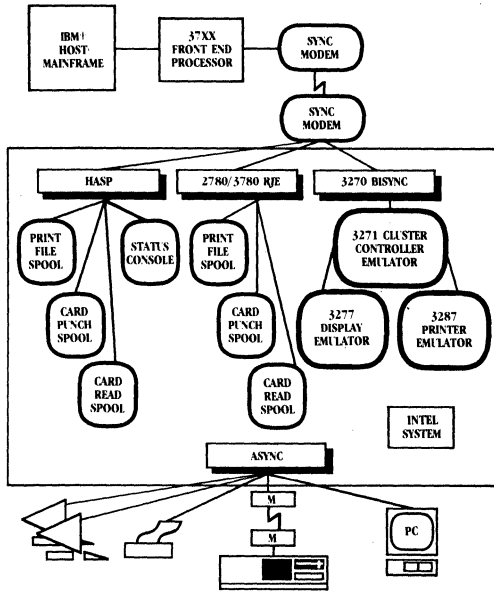 IBM†
HOST
MAINFRAME
37XX
FRONT END
PROCESSOR
SYNC
MODEM
SYNC
MODEM
HASP
2780/3780 RJE
3270 BISYNC
PRINT
FILE
SPOOL
STATUS
CONSOLE
PRINT
FILE
SPOOL
3271 CLUSTER
CONTROLLER
EMULATOR
CARD
PUNCH
SPOOL
CARD
PUNCH
SPOOL
3277
DISPLAY
EMULATOR
3287
PRINTER
EMULATOR
CARD
READ
SPOOL
CARD
READ
SPOOL
INTEL
SYSTEM
ASYNC
M
M
PC